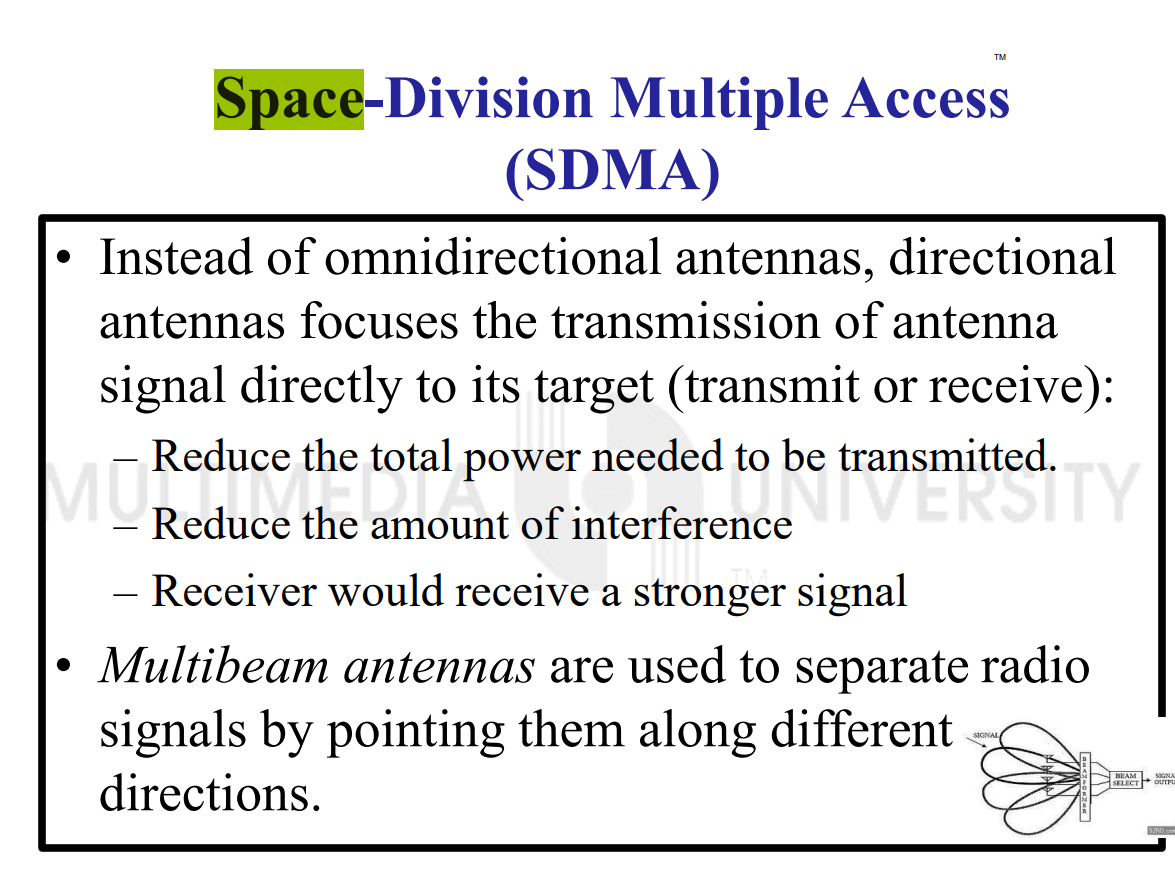 TM
Space-Division Multiple Access
(SDMA)
• Instead of omnidirectional antennas, directional
antennas focuses the transmission of antenna
signal directly to its target (transmit or receive):
– Reduce the total power needed to be transmitted.
MULTIMEDIA UNIVERSITY
– Reduce the amount of interference
TM
– Receiver would receive a stronger signal
• Multibeam antennas are used to separate radio
signals by pointing them along different
directions.
SIGNAL
BEAMFORMER
BEAM
SELECT
SIGNA
OUTPU